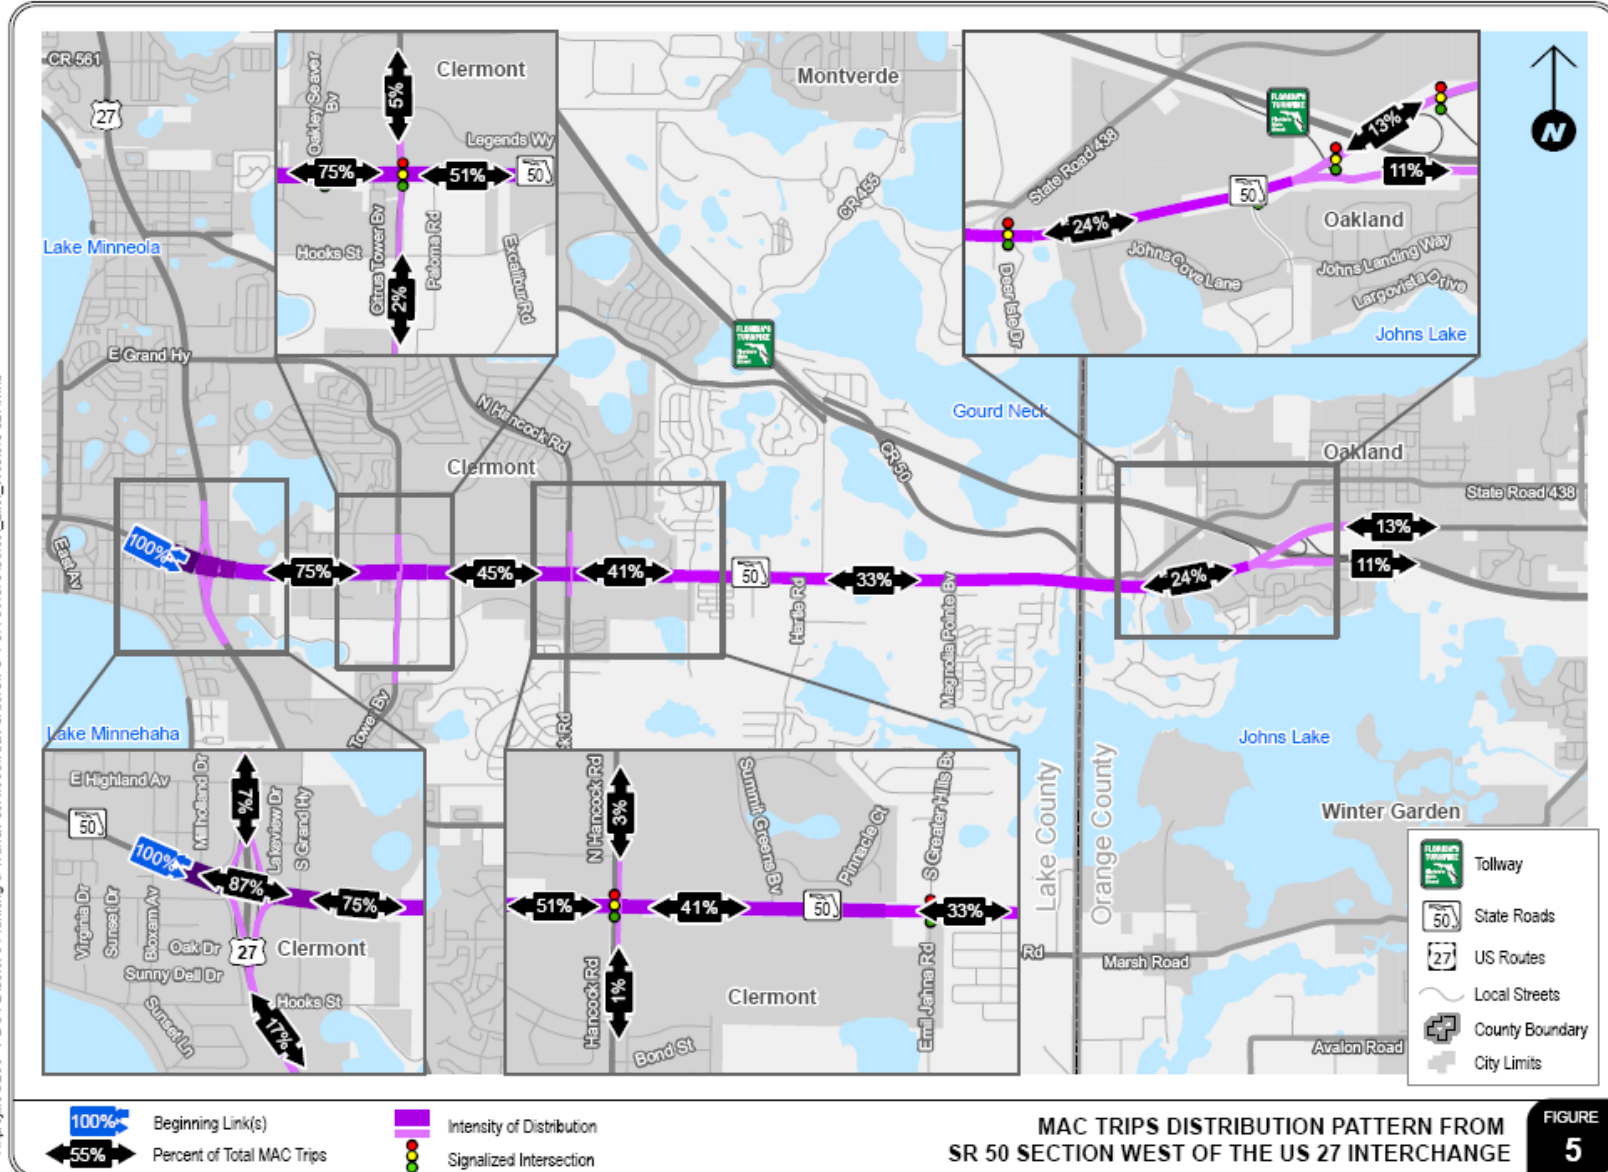 CR 561
27
Lake Minneola
E Grand Hy
Oakley Seaver
Bv
Clermont
5%
Legends Wy
75%
51%
50
Hooks St
Citrus Tower Bv
Paloma Rd
Excalibur Rd
2%
Montverde
CR 455
FLORIDA'S
TURNPIKE
State Road 438
FLORIDA'S
TURNPIKE
13%
11%
50
24%
Oakland
Johns Cove Lane
Johns Landing Way
Largovista Drive
Deer Isle Dr
Johns Lake
N
N Hancock Rd
Clermont
Gourd Neck
CR 50
Oakland
State Road 438
East Av
100%
75%
45%
41%
50
Hartle Rd
33%
Magnolia Pointe Bv
24%
13%
11%
Lake Minnehaha
Tower Bv
ck Rd
Johns Lake
Lake County
Orange County
Winter Garden
Rd
Marsh Road
Avalon Road
E Highland Av
50
Millholland Dr
7%
Lakeview Dr
S Grand Hy
100%
87%
75%
Virginia Dr
Sunset Dr
Bloxam Av
Oak Dr
27
Clermont
Sunny Dell Dr
Hooks St
Sunset Ln
17%
N Hancock Rd
3%
Summit Greens Bv
Pinnacle Ct
S Greater Hills Bv
51%
41%
50
33%
Hancock Rd
1%
Clermont
Emil Jahna Rd
Bond St
FLORIDA'S
TURNPIKE
Tollway
50
State Roads
27
US Routes
Local Streets
County Boundary
City Limits
100%
Beginning Link(s)
55%
Percent of Total MAC Trips
Intensity of Distribution
Signalized Intersection
MAC TRIPS DISTRIBUTION PATTERN FROM
SR 50 SECTION WEST OF THE US 27 INTERCHANGE
FIGURE
5